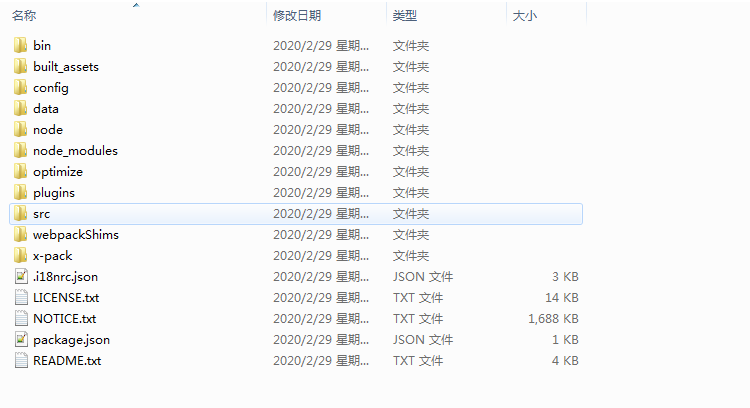 名称 修改日期 类型 大小
bin 2020/2/29 星期... 文件夹
built_assets 2020/2/29 星期... 文件夹
config 2020/2/29 星期... 文件夹
data 2020/2/29 星期... 文件夹
node 2020/2/29 星期... 文件夹
node_modules 2020/2/29 星期... 文件夹
optimize 2020/2/29 星期... 文件夹
plugins 2020/2/29 星期... 文件夹
src 2020/2/29 星期... 文件夹
webpackShims 2020/2/29 星期... 文件夹
x-pack 2020/2/29 星期... 文件夹
.i18nrc.json 2020/2/29 星期... JSON 文件 3 KB
LICENSE.txt 2020/2/29 星期... TXT 文件 14 KB
NOTICE.txt 2020/2/29 星期... TXT 文件 1,688 KB
package.json 2020/2/29 星期... JSON 文件 1 KB
README.txt 2020/2/29 星期... TXT 文件 4 KB